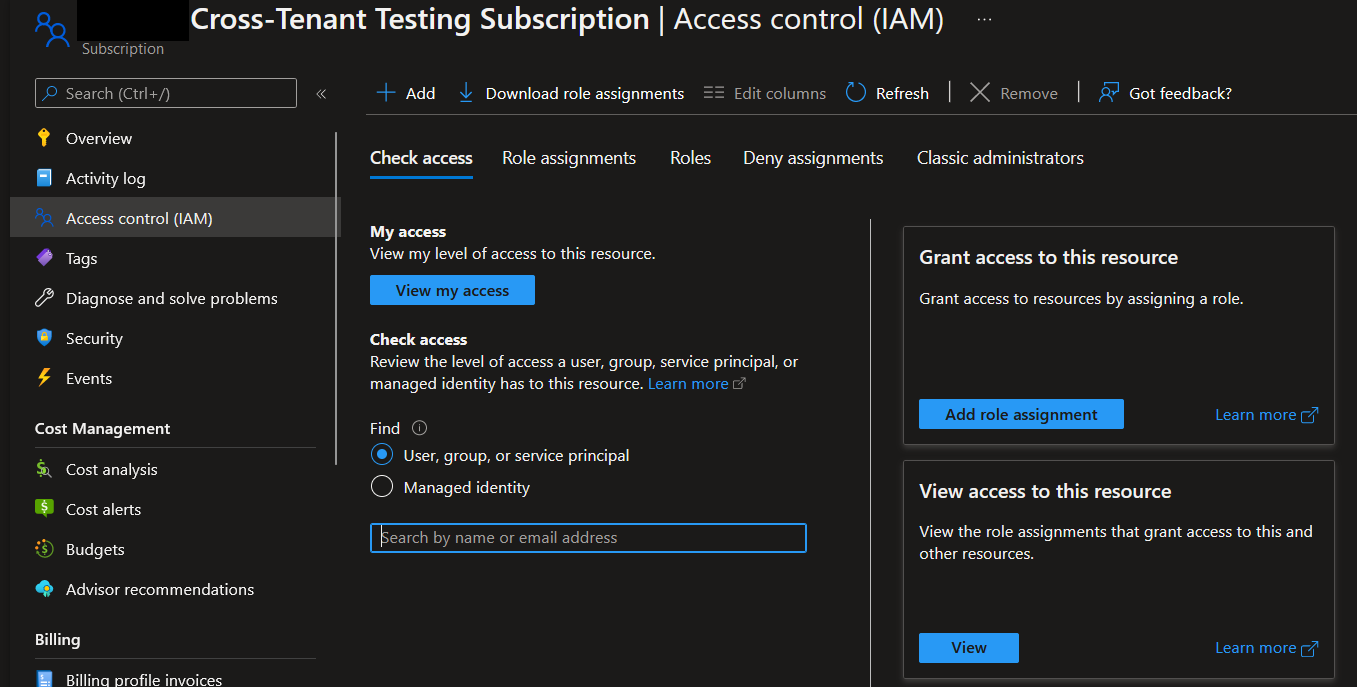 Cross-Tenant Testing Subscription | Access control (IAM) ...
Subscription
Search (Ctrl+/)
«
Overview
Activity log
Access control (IAM)
Tags
Diagnose and solve problems
Security
Events
Cost Management
Cost analysis
Cost alerts
Budgets
Advisor recommendations
Billing
Billing profile invoices
Add
Download role assignments
Edit columns
Refresh
Remove
Got feedback?
Check access
Role assignments
Roles
Deny assignments
Classic administrators
My access
View my level of access to this resource.
View my access
Check access
Review the level of access a user, group, service principal, or
managed identity has to this resource. Learn more
Find
User, group, or service principal
Managed identity
Search by name or email address
Grant access to this resource
Grant access to resources by assigning a role.
Add role assignment
Learn more
View access to this resource
View the role assignments that grant access to this and
other resources.
View
Learn more